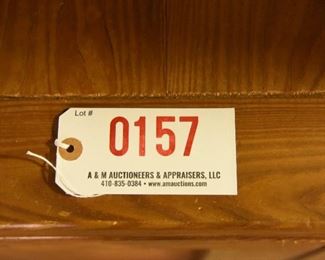 Lot #
0157
A & M AUCTIONEERS & APPRAISERS, LLC
410-835-0384 • www.amauctions.com